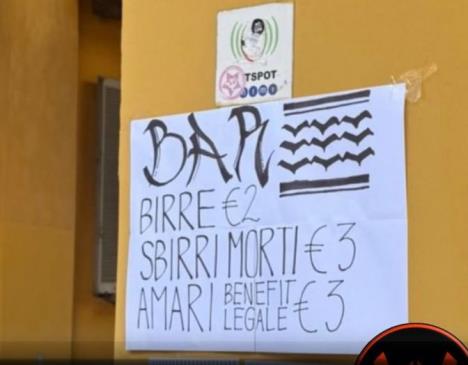 TSPOT
BAR
BIRRE €2
SBIRRI MORTI €3
AMARI BENEFIT LEGALE €3